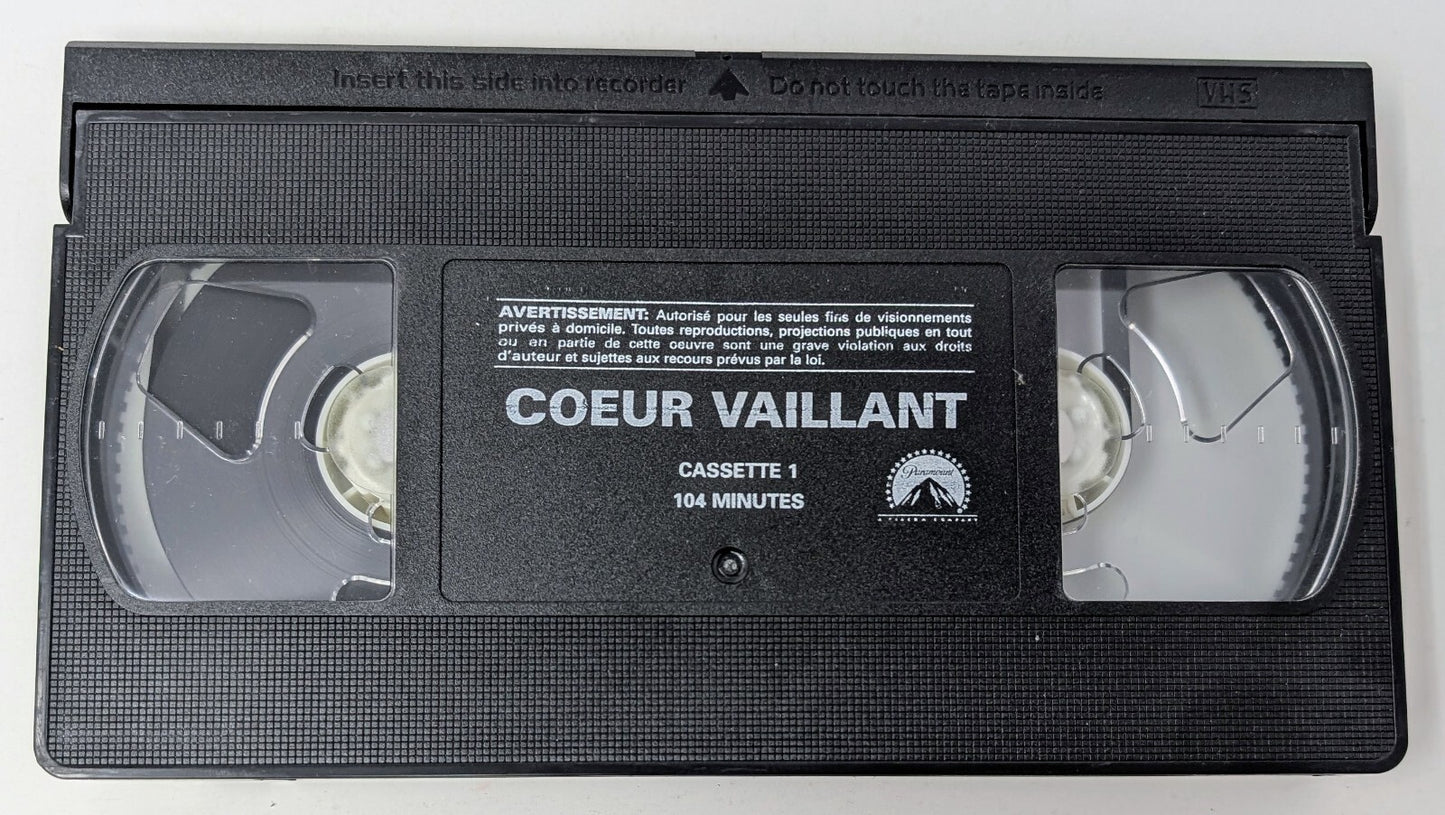 Insert this side into recorder Do not touch the tape inside VHS
AVERTISSEMENT: Autorisé pour les seules fins de visionnements
privés à domicile. Toutes reproductions, projections publiques en tout
ou en partie de cette oeuvre sont une grave violation aux droits
d'auteur et sujettes aux recours prévus par la loi.
COEUR VAILLANT
CASSETTE 1
104 MINUTES
Paramount
A VIACOM COMPANY